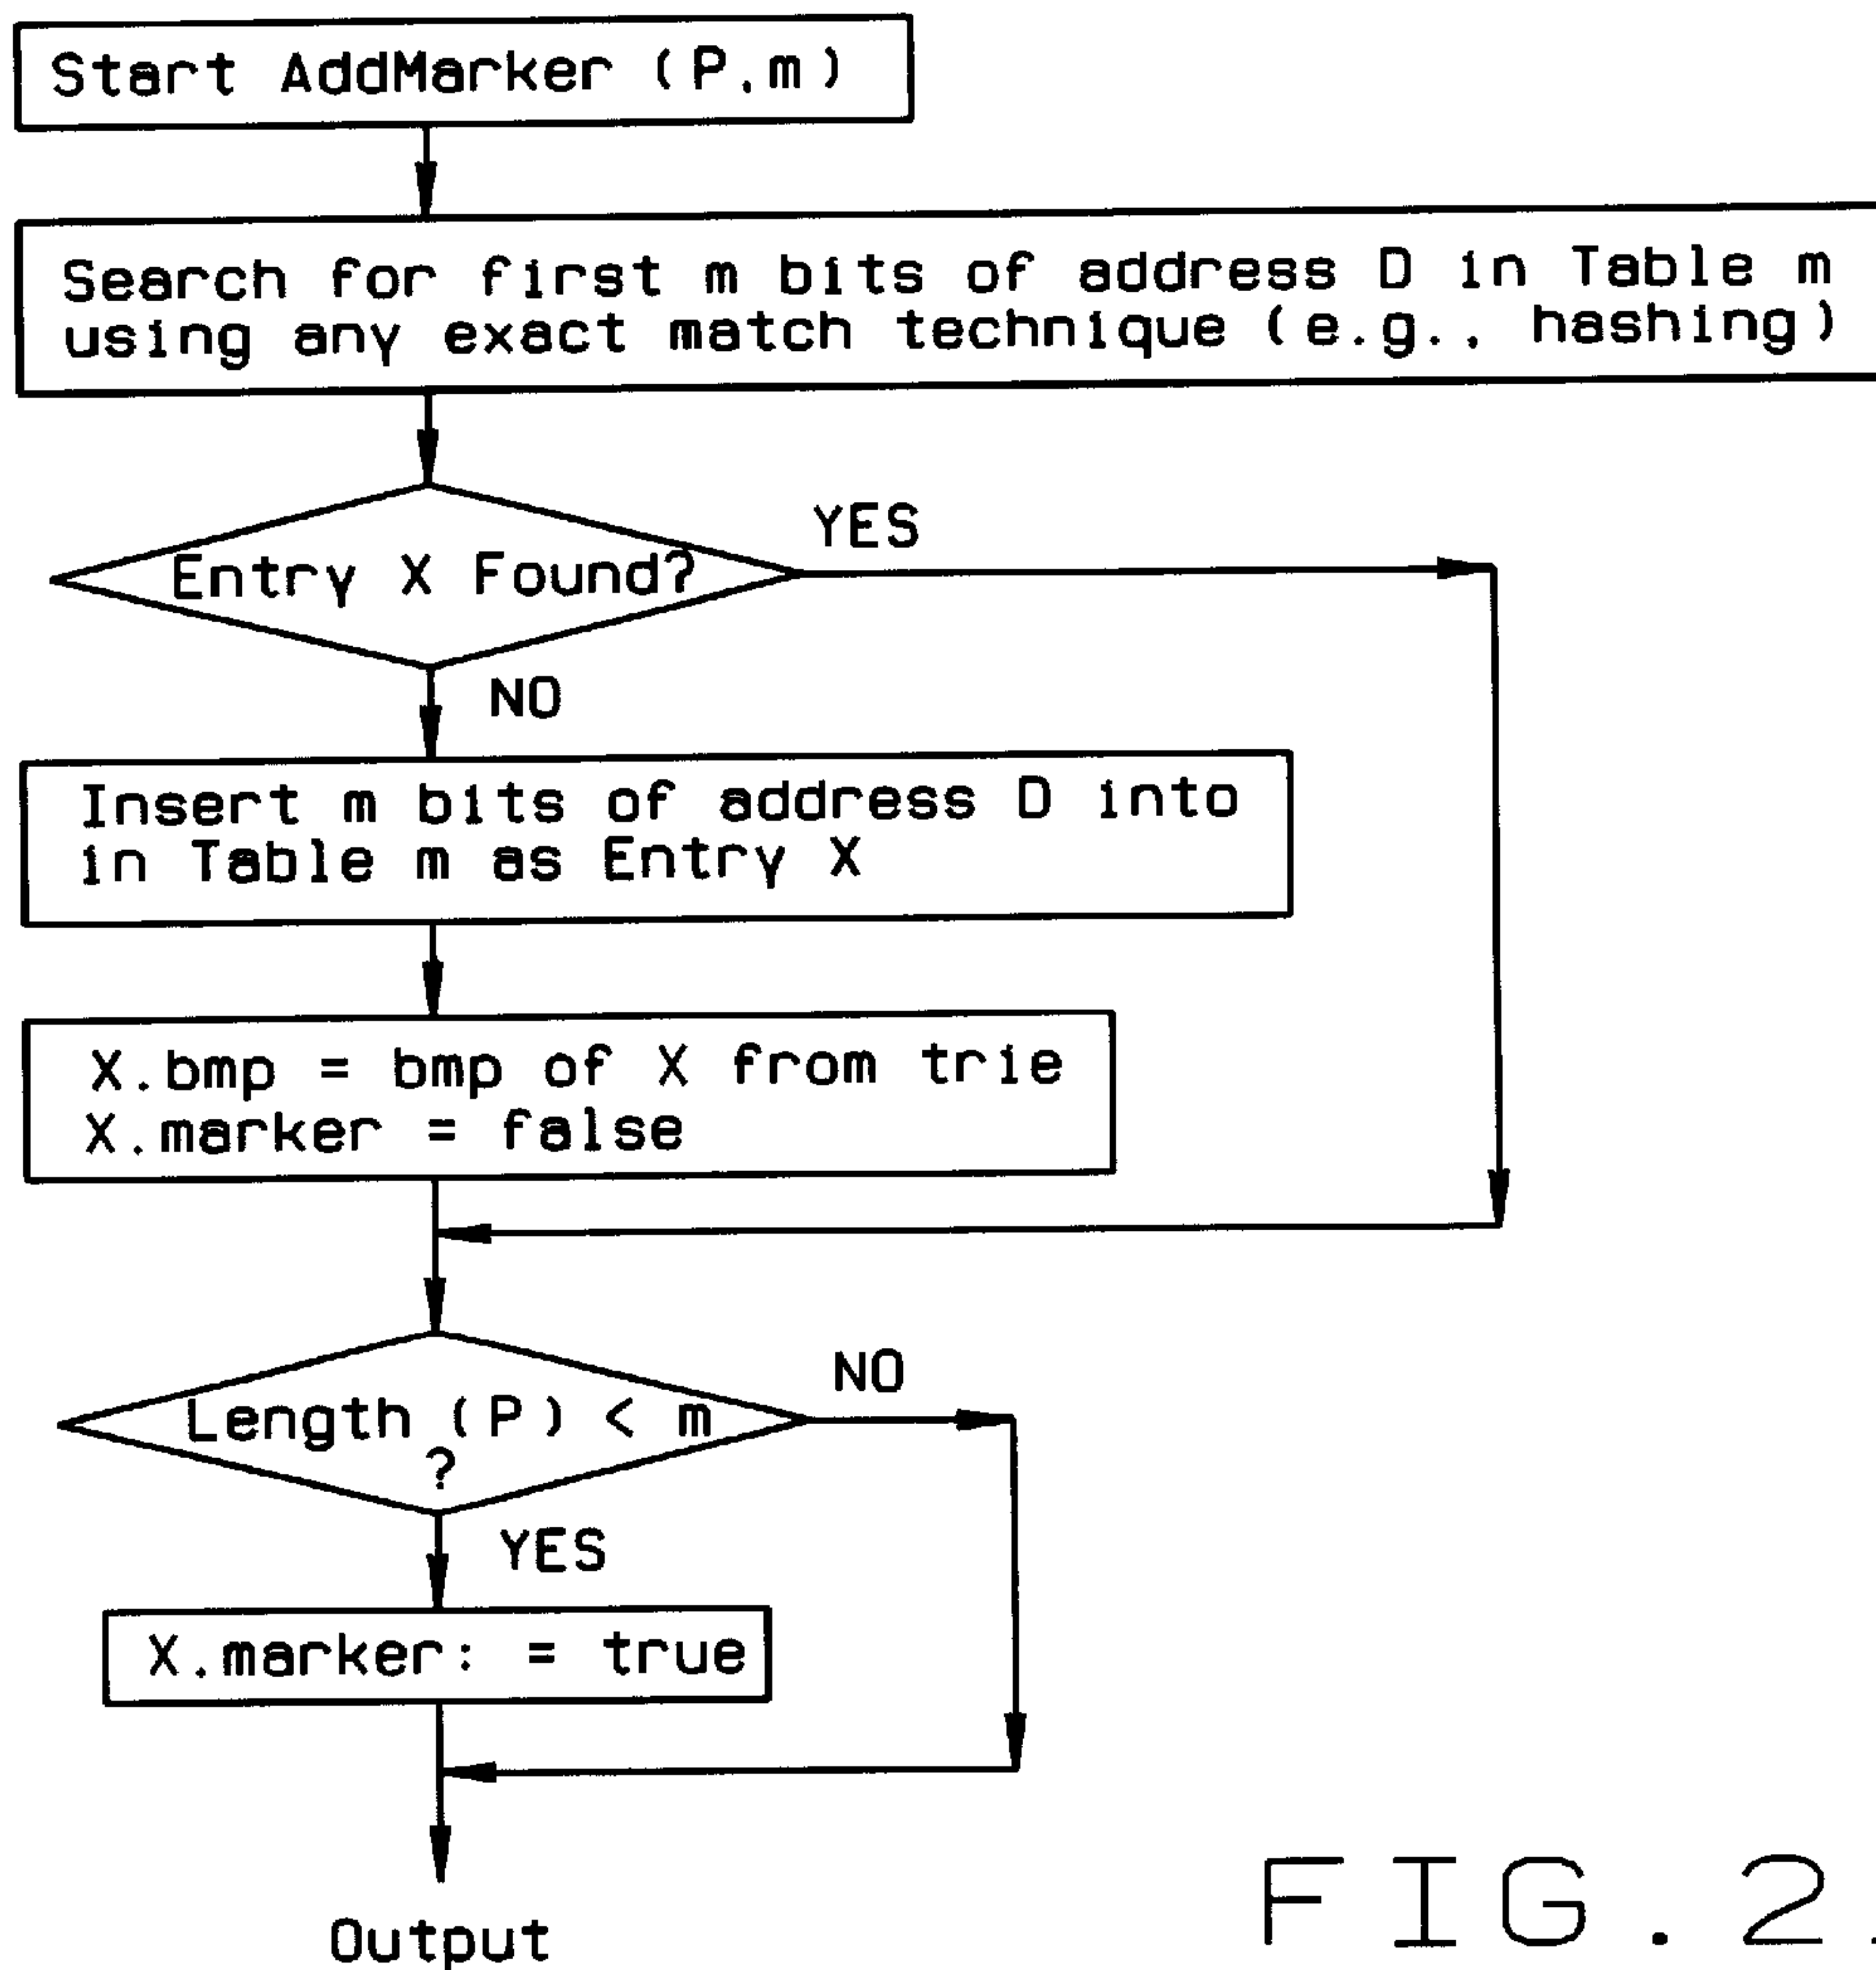 Start AddMarker (P,m)
Search for first m bits of address D in Table m
using any exact match technique (e.g., hashing)
Entry X Found?
YES
NO
Insert m bits of address D into
in Table m as Entry X
X.bmp = bmp of X from trie
X.marker = false
Length (P) < m
?
NO
YES
X.marker: = true
Output
FIG.2.